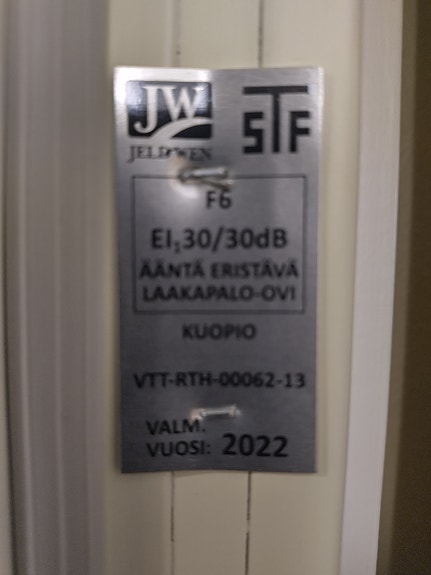 JW STF
JELD-WEN
F6
EI₁30/30dB
ÄÄNTÄ ERISTÄVÄ
LAAKAPALO-OVI
KUOPIO
VTT-RTH-00062-13
VALM.
VUOSI: 2022